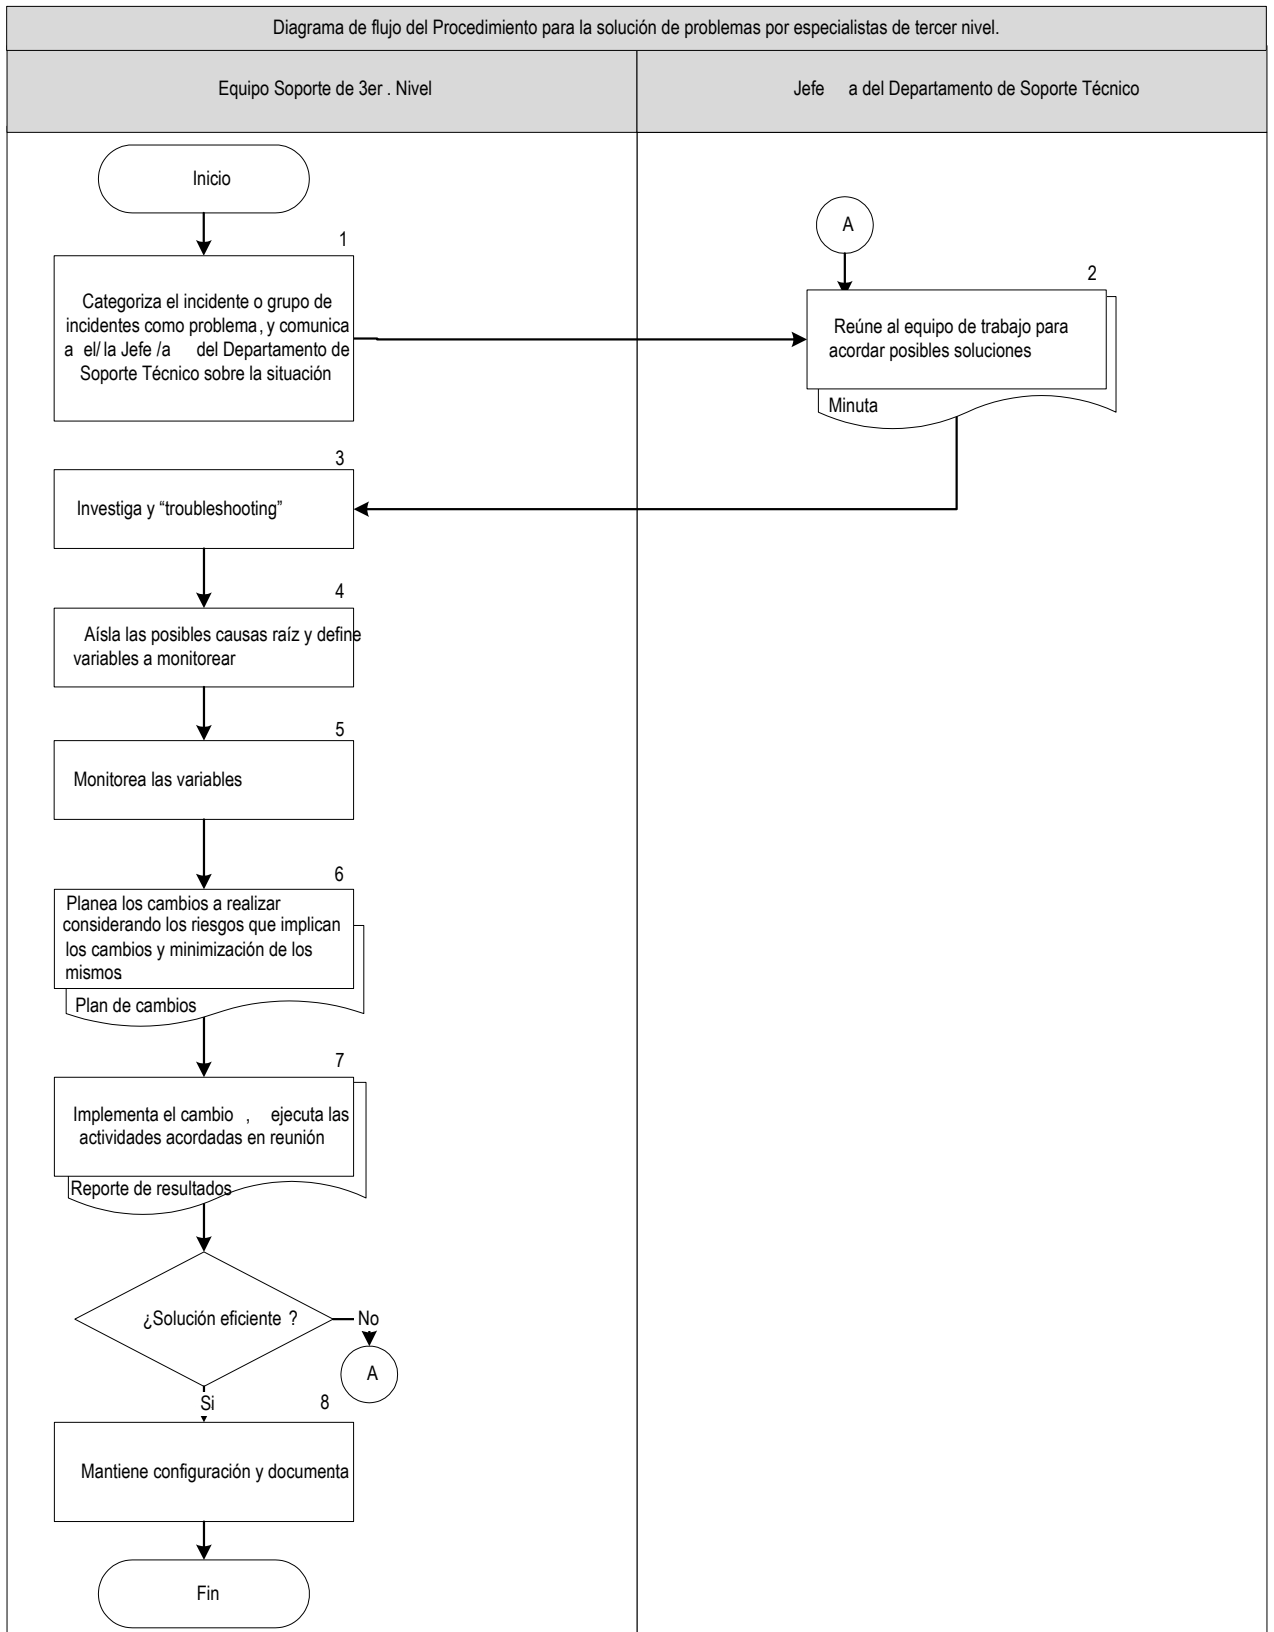 Diagrama de flujo del Procedimiento para la solución de problemas por especialistas de tercer nivel.
Equipo Soporte de 3er . Nivel
Jefe a del Departamento de Soporte Técnico
Inicio
1
Categoriza el incidente o grupo de
incidentes como problema , y comunica
a el/ la Jefe /a del Departamento de
Soporte Técnico sobre la situación
A
2
Reúne al equipo de trabajo para
acordar posibles soluciones
Minuta
3
Investiga y “troubleshooting”
4
Aísla las posibles causas raíz y define
variables a monitorear
5
Monitorea las variables
6
Planea los cambios a realizar
considerando los riesgos que implican
los cambios y minimización de los
mismos
Plan de cambios
7
Implementa el cambio , ejecuta las
actividades acordadas en reunión
Reporte de resultados
¿Solución eficiente ?
No
A
Si
8
Mantiene configuración y documenta
Fin